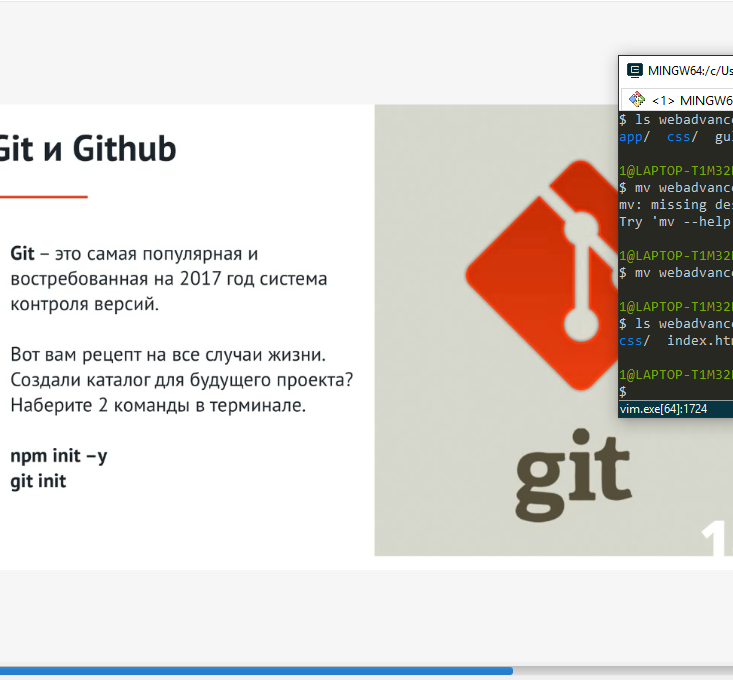 Git и Github
Git – это самая популярная и
востребованная на 2017 год система
контроля версий.
Вот вам рецепт на все случаи жизни.
Создали каталог для будущего проекта?
Наберите 2 команды в терминале.
npm init –y
git init
git
1
MINGW64:/c/Us
<1> MINGW6
$ ls webadvanc
app/ css/ gu
1@LAPTOP-T1M32
$ mv webadvanc
mv: missing de
Try 'mv --help
1@LAPTOP-T1M32
$ mv webadvanc
1@LAPTOP-T1M32
$ ls webadvanc
css/ index.ht
1@LAPTOP-T1M32
$
vim.exe[64]:1724